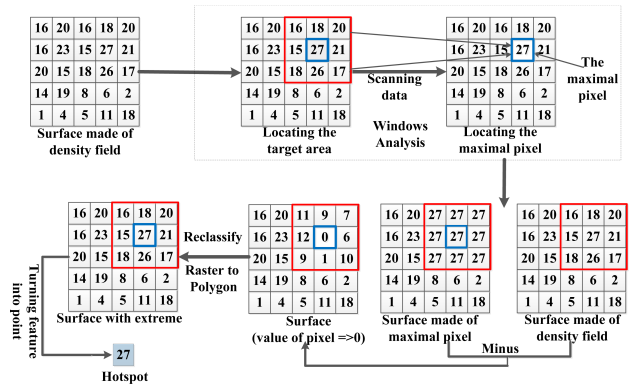 16 20 16 18 20
16 23 15 27 21
20 15 18 26 17
14 19 8 6 2
1 4 5 11 18
Surface made of
density field
16 20 16 18 20
16 23 15 27 21
20 15 18 26 17
14 19 8 6 2
1 4 5 11 18
Locating the
target area
Scanning
data
Windows
Analysis
16 20 16 18 20
16 23 15 27 21
20 15 18 26 17
14 19 8 6 2
1 4 5 11 18
Locating the
maximal pixel
The
maximal
pixel
16 20 16 18 20
16 23 15 27 21
20 15 18 26 17
14 19 8 6 2
1 4 5 11 18
Surface with extreme
Turning feature
into point
27
Hotspot
Reclassify
Raster to
Polygon
16 20 11 9 7
16 23 12 0 6
20 15 9 1 10
14 19 8 6 2
1 4 5 11 18
Surface
(value of pixel =>0)
16 20 27 27 27
16 23 27 27 27
20 15 27 27 27
14 19 8 6 2
1 4 5 11 18
Surface made of
maximal pixel
16 20 16 18 20
16 23 15 27 21
20 15 18 26 17
14 19 8 6 2
1 4 5 11 18
Surface made of
density field
Minus